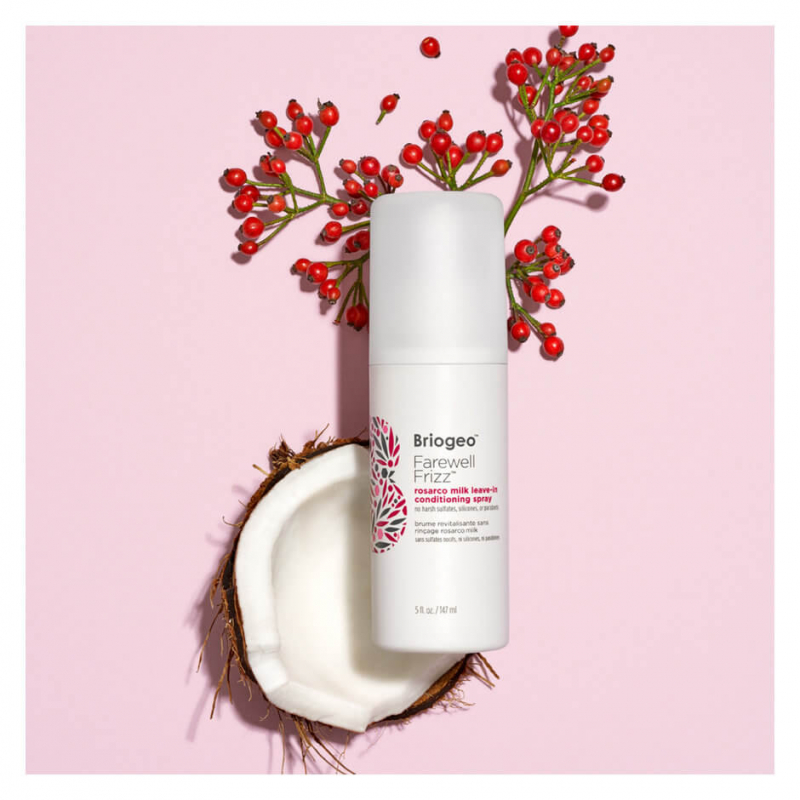 Briogeo™
Farewell
Frizz™
rosarco milk leave-in
conditioning spray
no harsh sulfates, silicones, or parabens
brume revitalisante sans
rinçage rosarco milk
sans sulfates nocifs, ni silicones, ni parabènes
5 fl. oz. / 147 ml